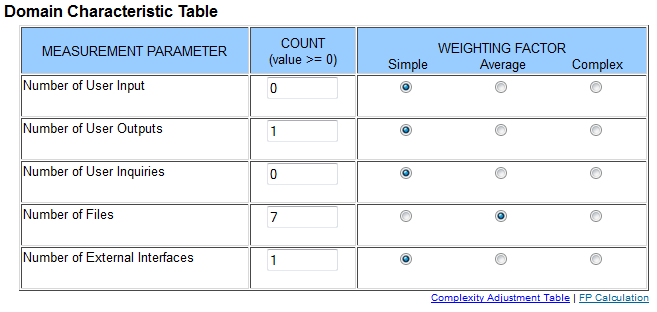 Domain Characteristic Table
MEASUREMENT PARAMETER
COUNT
(value >= 0)
WEIGHTING FACTOR
Simple Average Complex
Number of User Input 0
Number of User Outputs 1
Number of User Inquiries 0
Number of Files 7
Number of External Interfaces 1
Complexity Adjustment Table | FP Calculation